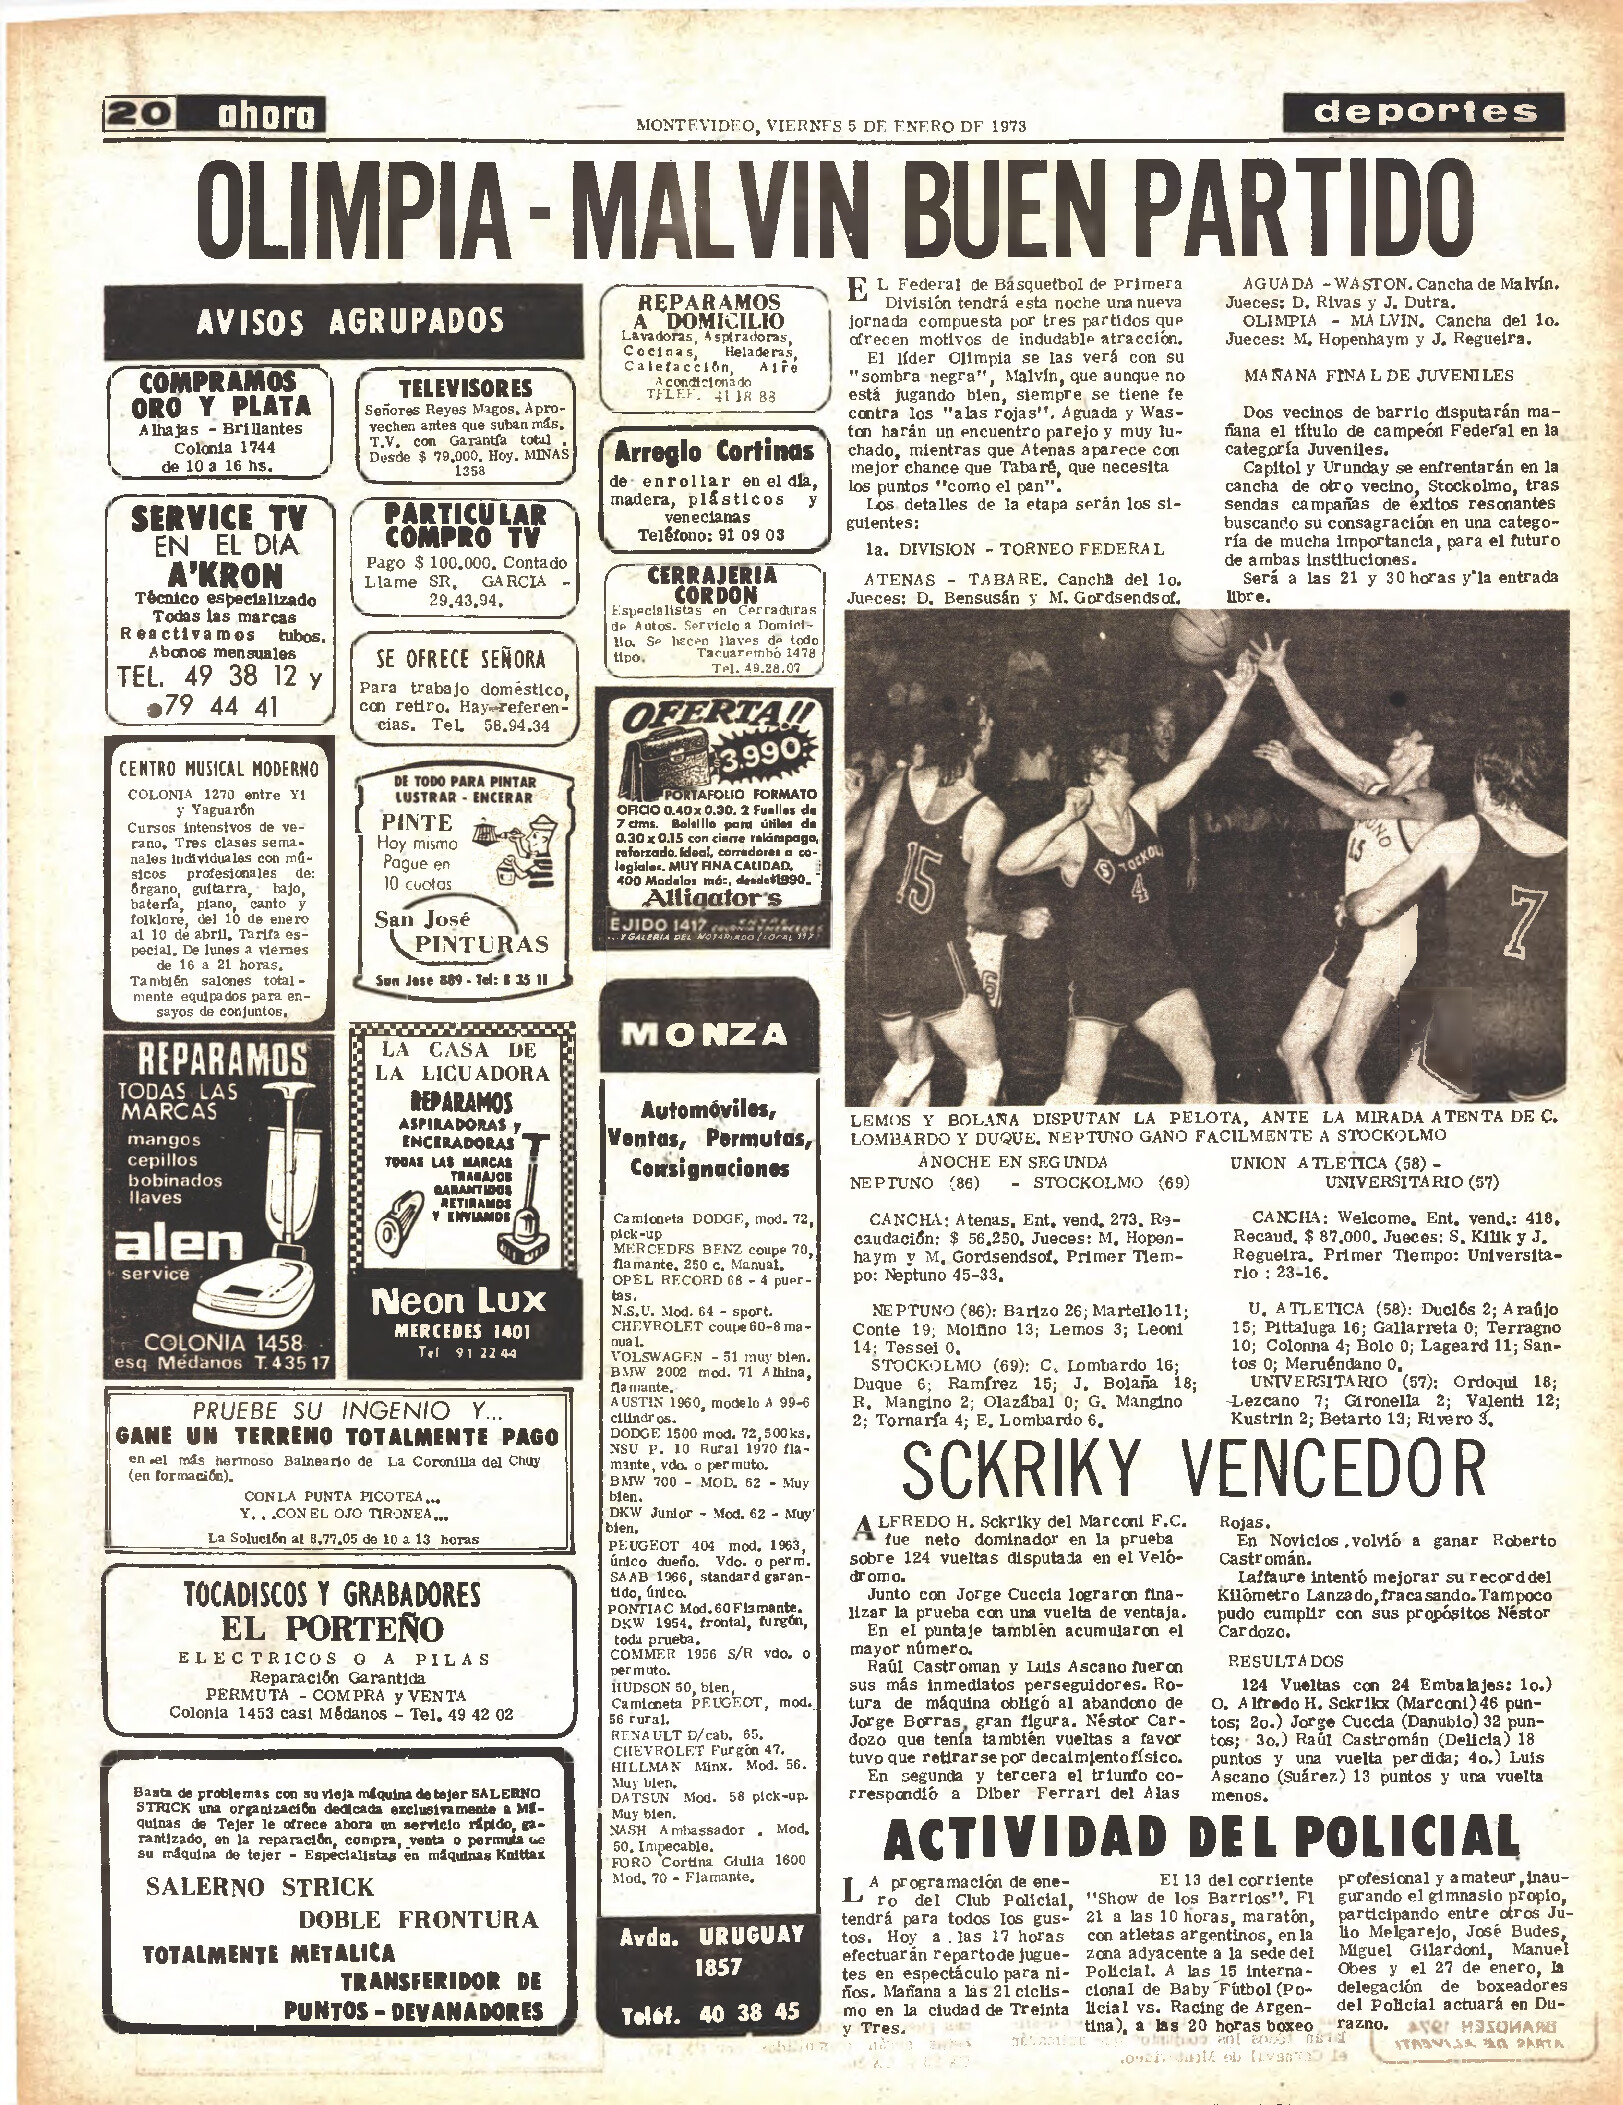 20 ahora
MONTEVIDEO, VIERNES 5 DE ENERO DE 1973
deportes
OLIMPIA - MALVIN BUEN PARTIDO
AVISOS AGRUPADOS
COMPRAMOS
ORO Y PLATA
Alhajas - Brillantes
Colonia 1744
de 10 a 16 hs.
SERVICE TV
EN EL DIA
A'KRON
Técnico especializado
Todas las marcas
Reactivamos tubos.
Abonos mensuales
TEL. 49 38 12 y
79 44 41
CENTRO MUSICAL MODERNO
COLONIA 1270 entre Yi
y Yaguarón
Cursos intensivos de ve-
rano. Tres clases sema-
nales individuales con mú-
sicos profesionales de:
órgano, guitarra, bajo,
batería, piano, canto y
folklore, del 10 de enero
al 10 de abril. Tarifa es-
pecial. De lunes a viernes
de 16 a 21 horas.
También salones total-
mente equipados para en-
sayos de conjuntos.
REPARAMOS
TODAS LAS
MARCAS
mangos
cepillos
bobinados
llaves
alen
service
COLONIA 1458
esq Médanos T. 435 17
TELEVISORES
Señores Reyes Magos. Apro-
vechen antes que suban más.
T.V. con Garantía total.
Desde $ 79.000. Hoy. MINAS
1358
PARTICULAR
COMPRO TV
Pago $ 100.000. Contado
Llame SR. GARCIA -
29.43.94.
SE OFRECE SEÑORA
Para trabajo doméstico,
con retiro. Hay referen-
cias. Tel. 58.94.34
DE TODO PARA PINTAR
LUSTRAR - ENCERAR
PINTE
Hoy mismo
Pague en
10 cuotas
San José
PINTURAS
San Jose 889 - Tel: 8 35 11
LA CASA DE
LA LICUADORA
REPARAMOS
ASPIRADORAS y
ENCERADORAS
TODAS LAS MARCAS
TRABAJOS
GARANTIDOS
RETIRAMOS
Y ENVIAMOS
Neon Lux
MERCEDES 1401
Tel 91 22 44
PRUEBE SU INGENIO Y...
GANE UN TERRENO TOTALMENTE PAGO
en el más hermoso Balneario de La Coronilla del Chuy
(en formación).
CON LA PUNTA PICOTEA...
Y...CON EL OJO TIRONEA...
La Solución al 8.77.05 de 10 a 13 horas
TOCADISCOS Y GRABADORES
EL PORTEÑO
ELECTRICOS O A PILAS
Reparación Garantida
PERMUTA - COMPRA y VENTA
Colonia 1453 casi Médanos - Tel. 49 42 02
Basta de problemas con su vieja máquina de tejer SALERNO
STRICK una organización dedicada exclusivamente a Má-
quinas de Tejer le ofrece ahora un servicio rápido, ga-
rantizado, en la reparación, compra, venta o permuta de
su máquina de tejer - Especialistas en máquinas Knittax
SALERNO STRICK
DOBLE FRONTURA
TOTALMENTE METALICA
TRANSFERIDOR DE
PUNTOS - DEVANADORES
REPARAMOS
A DOMICILIO
Lavadoras, Aspiradoras,
Cocinas, Heladeras,
Calefacción, Aire
Acondicionado
TELEF. 41 18 88
Arreglo Cortinas
de enrollar en el día,
madera, plásticos y
venecianas
Teléfono: 91 09 03
CERRAJERIA
CORDON
Especialistas en Cerraduras
de Autos. Servicio a Domici-
lio. Se hacen llaves de todo
tipo. Tacuarembó 1478
Tel. 49.28.07
OFERTA!!
$3.990.
PORTAFOLIO FORMATO
OFICIO 0.40 x 0.30. 2 Fuelles de
7 ctms. Bolsillo para útiles de
0.30 x 0.15 con cierre relámpago,
reforzado. Ideal, corredores o co-
legiales. MUY FINA CALIDAD.
400 Modelos más, desde $1990.
Alligator's
EJIDO 1417 ENTRE COLONIA Y MERCEDES
...Y GALERIA DEL NOTARIADO / LOCAL 117
MONZA
Automóviles,
Ventas, Permutas,
Consignaciones
Camioneta DODGE, mod. 72,
pick-up
MERCEDES BENZ coupe 70,
flamante. 250 c. Manual.
OPEL RECORD 68 - 4 puer-
tas.
N.S.U. Mod. 64 - sport.
CHEVROLET coupe 60-8 ma-
nual.
VOLSWAGEN - 51 muy bien.
BMW 2002 mod. 71 Alhina,
flamante.
AUSTIN 1960, modelo A 99-6
cilindros.
DODGE 1500 mod. 72, 500 ks.
NSU P. 10 Rural 1970 fla-
mante, vdo. o permuto.
BMW 700 - MOD. 62 - Muy
bien.
DKW Junior - Mod. 62 - Muy
bien.
PEUGEOT 404 mod. 1963,
único dueño. Vdo. o perm.
SAAB 1966, standard garan-
tido, único.
PONTIAC Mod. 60 Flamante.
DKW 1954, frontal, furgón,
toda prueba.
COMMER 1956 S/R vdo. o
permuto.
HUDSON 50, bien,
Camioneta PEUGEOT, mod.
56 rural.
RENAULT D/cab. 65.
CHEVROLET Furgón 47.
HILLMAN Minx. Mod. 56.
Muy bien.
DATSUN Mod. 58 pick-up.
Muy bien.
NASH Ambassador. Mod.
50. Impecable.
FORD Cortina Giulia 1600
Mod. 70 - Flamante.
Avda. URUGUAY
1857
Teléf. 40 38 45
EL Federal de Básquetbol de Primera
División tendrá esta noche una nueva
jornada compuesta por tres partidos que
ofrecen motivos de indudable atracción.
El líder Olimpia se las verá con su
"sombra negra", Malvín, que aunque no
está jugando bien, siempre se tiene fe
contra los "alas rojas". Aguada y Was-
ton harán un encuentro parejo y muy lu-
chado, mientras que Atenas aparece con
mejor chance que Tabaré, que necesita
los puntos "como el pan".
Los detalles de la etapa serán los si-
guientes:
1a. DIVISION - TORNEO FEDERAL
ATENAS - TABARE. Cancha del 1o.
Jueces: D. Bensusán y M. Gordsendsof.
AGUADA - WASTON. Cancha de Malvín.
Jueces: D. Rivas y J. Dutra.
OLIMPIA - MALVIN. Cancha del 1o.
Jueces: M. Hopenhaym y J. Regueira.
MAÑANA FINAL DE JUVENILES
Dos vecinos de barrio disputarán ma-
ñana el título de campeón Federal en la
categoría Juveniles.
Capitol y Urunday se enfrentarán en la
cancha de otro vecino, Stockolmo, tras
sendas campañas de éxitos resonantes
buscando su consagración en una catego-
ría de mucha importancia, para el futuro
de ambas instituciones.
Será a las 21 y 30 horas y la entrada
libre.
15
STOCKOL
4
6
15
7
LEMOS Y BOLAÑA DISPUTAN LA PELOTA, ANTE LA MIRADA ATENTA DE C.
LOMBARDO Y DUQUE. NEPTUNO GANO FACILMENTE A STOCKOLMO
ANOCHE EN SEGUNDA
NEPTUNO (86) - STOCKOLMO (69)
CANCHA: Atenas. Ent. vend. 273. Re-
caudación: $ 56.250. Jueces: M. Hopen-
haym y M. Gordsendsof. Primer Tiem-
po: Neptuno 45-33.
NEPTUNO (86): Barizo 26; Martello 11;
Conte 19; Molfino 13; Lemos 3; Leoni
14; Tessei 0.
STOCKOLMO (69): C. Lombardo 16;
Duque 6; Ramírez 15; J. Bolaña 18;
R. Mangino 2; Olazábal 0; G. Mangino
2; Tornaría 4; E. Lombardo 6.
UNION ATLETICA (58) -
UNIVERSITARIO (57)
CANCHA: Welcome. Ent. vend.: 418.
Recaud. $ 87.000. Jueces: S. Kilik y J.
Regueira. Primer Tiempo: Universita-
rio : 23-16.
U. ATLETICA (58): Duclós 2; Araújo
15; Pittaluga 16; Gallarreta 0; Terragno
10; Colonna 4; Bolo 0; Lageard 11; San-
tos 0; Meruéndano 0.
UNIVERSITARIO (57): Ordoqui 18;
Lezcano 7; Gironella 2; Valenti 12;
Kustrin 2; Betarto 13; Rivero 3.
SCKRIKY VENCEDOR
ALFREDO H. Sckriky del Marconi F.C.
fue neto dominador en la prueba
sobre 124 vueltas disputada en el Veló-
dromo.
Junto con Jorge Cuccia lograron fina-
lizar la prueba con una vuelta de ventaja.
En el puntaje también acumularon el
mayor número.
Raúl Castroman y Luis Ascano fueron
sus más inmediatos perseguidores. Ro-
tura de máquina obligó al abandono de
Jorge Borras, gran figura. Néstor Car-
dozo que tenía también vueltas a favor
tuvo que retirarse por decaimiento físico.
En segunda y tercera el triunfo co-
rrespondió a Diber Ferrari del Alas
Rojas.
En Novicios, volvió a ganar Roberto
Castromán.
Laffaure intentó mejorar su record del
Kilómetro Lanzado, fracasando. Tampoco
pudo cumplir con sus propósitos Néstor
Cardozo.
RESULTADOS
124 Vueltas con 24 Embalajes: 1o.)
O. Alfredo H. Sckrikx (Marconi) 46 pun-
tos; 2o.) Jorge Cuccia (Danubio) 32 pun-
tos; 3o.) Raúl Castromán (Delicia) 18
puntos y una vuelta perdida; 4o.) Luis
Ascano (Suárez) 13 puntos y una vuelta
menos.
ACTIVIDAD DEL POLICIAL
LA programación de ene-
ro del Club Policial,
tendrá para todos los gus-
tos. Hoy a las 17 horas
efectuarán reparto de jugue-
tes en espectáculo para ni-
ños. Mañana a las 21 ciclis-
mo en la ciudad de Treinta
y Tres.
El 13 del corriente
"Show de los Barrios". El
21 a las 10 horas, maratón,
con atletas argentinos, en la
zona adyacente a la sede del
Policial. A las 15 interna-
cional de Baby Fútbol (Po-
licial vs. Racing de Argen-
tina), a las 20 horas boxeo
profesional y amateur, inau-
gurando el gimnasio propio,
participando entre otros Ju-
lio Melgarejo, José Budes,
Miguel Gilardoni, Manuel
Obes y el 27 de enero, la
delegación de boxeadores
del Policial actuará en Du-
razno.